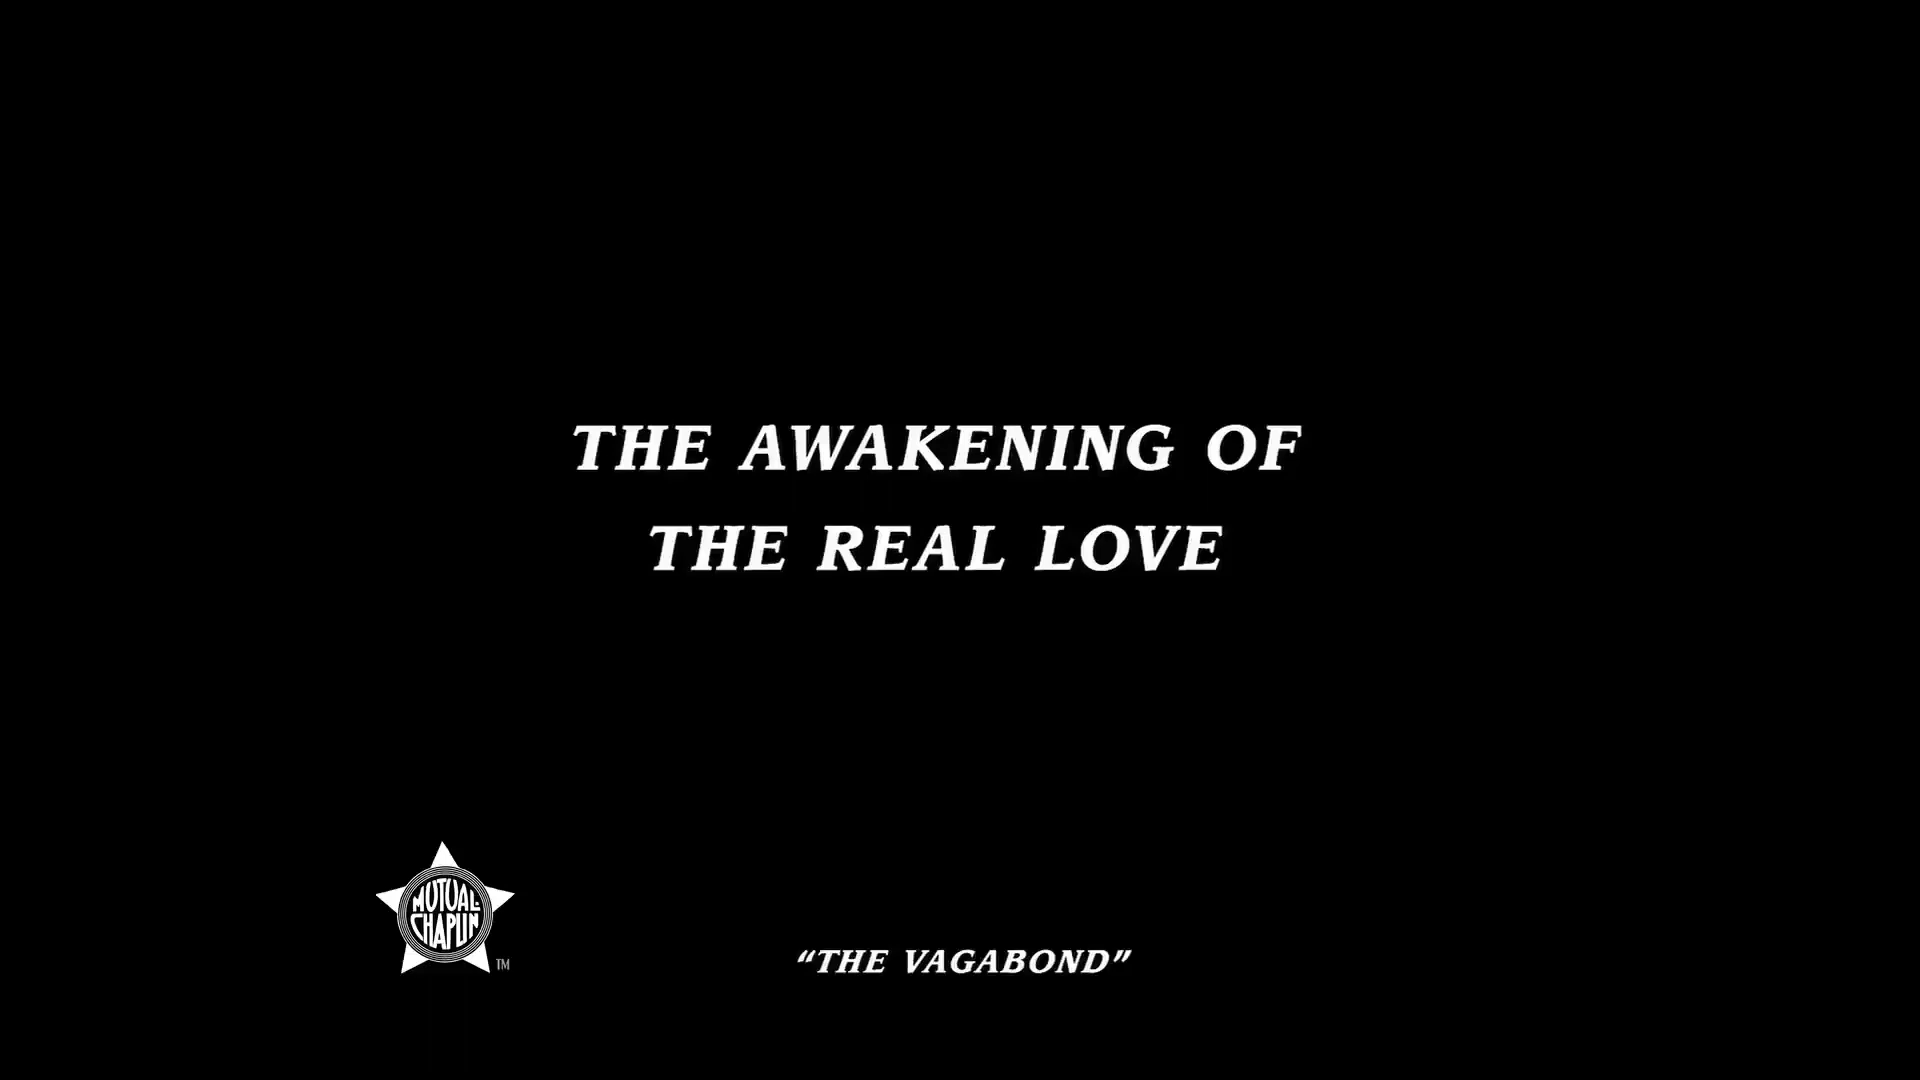 THE AWAKENING OF
THE REAL LOVE
MUTUAL-
CHAPLIN
TM
“THE VAGABOND”